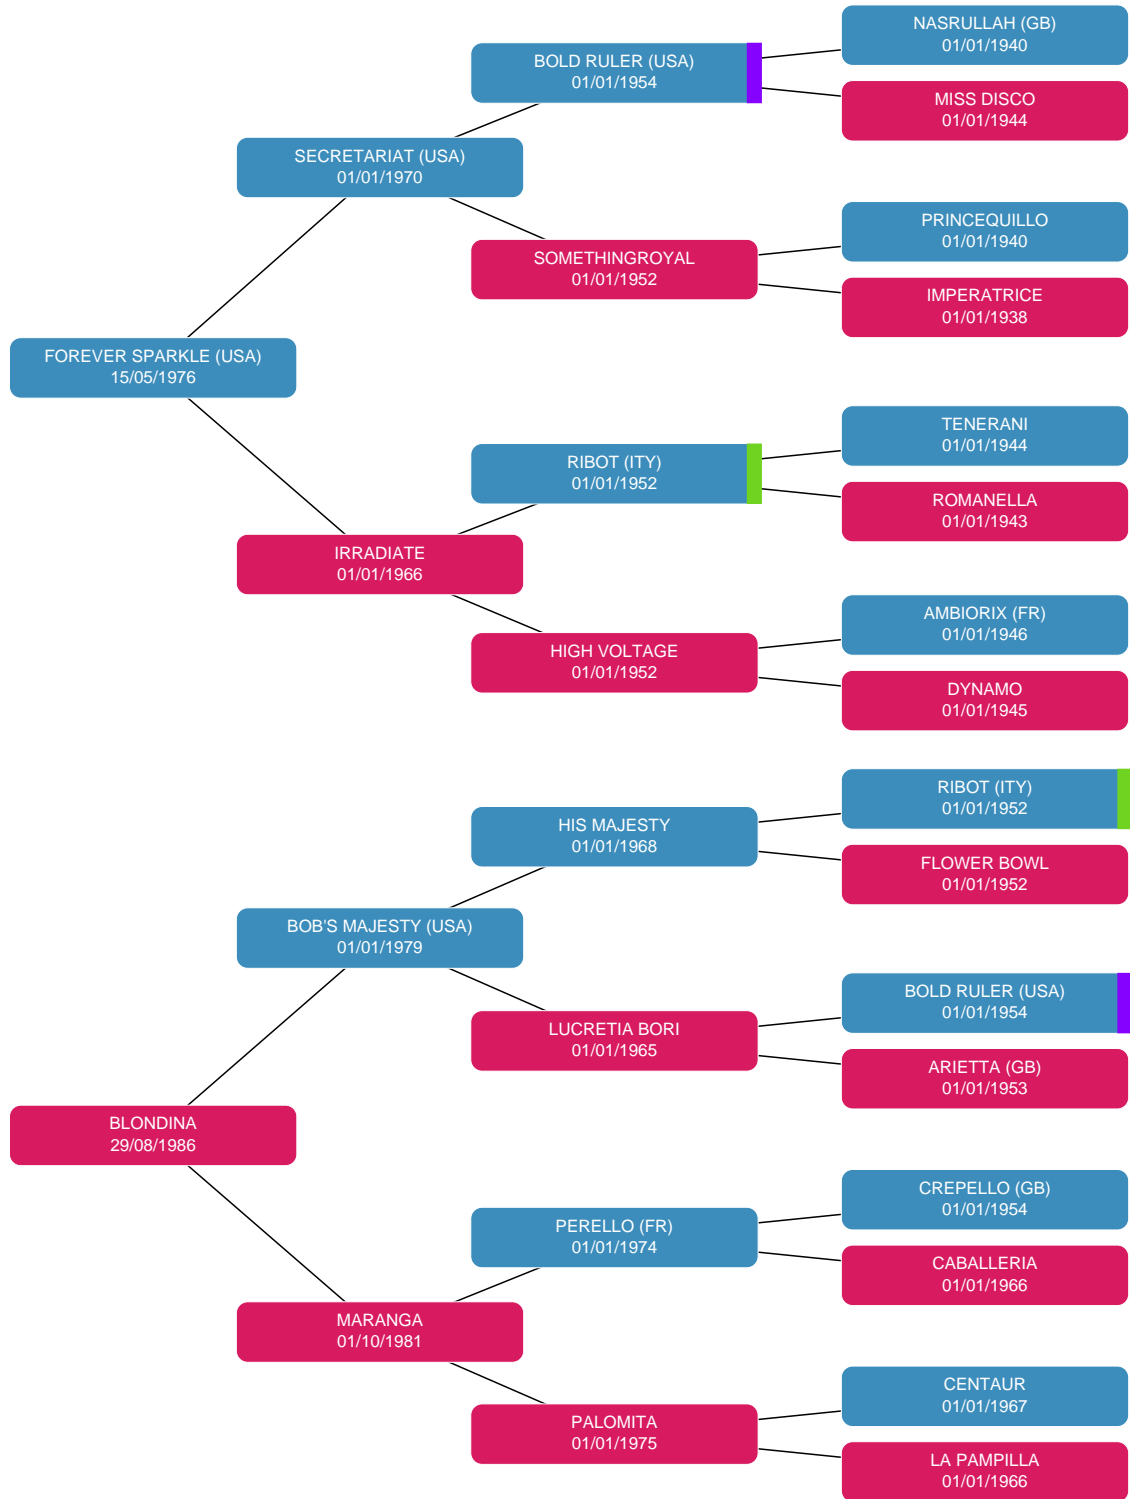 NASRULLAH (GB)
01/01/1940
BOLD RULER (USA)
01/01/1954
MISS DISCO
01/01/1944
SECRETARIAT (USA)
01/01/1970
PRINCEQUILLO
01/01/1940
SOMETHINGROYAL
01/01/1952
IMPERATRICE
01/01/1938
FOREVER SPARKLE (USA)
15/05/1976
TENERANI
01/01/1944
RIBOT (ITY)
01/01/1952
ROMANELLA
01/01/1943
IRRADIATE
01/01/1966
AMBIORIX (FR)
01/01/1946
HIGH VOLTAGE
01/01/1952
DYNAMO
01/01/1945
RIBOT (ITY)
01/01/1952
HIS MAJESTY
01/01/1968
FLOWER BOWL
01/01/1952
BOB'S MAJESTY (USA)
01/01/1979
BOLD RULER (USA)
01/01/1954
LUCRETIA BORI
01/01/1965
ARIETTA (GB)
01/01/1953
BLONDINA
29/08/1986
CREPELLO (GB)
01/01/1954
PERELLO (FR)
01/01/1974
CABALLERIA
01/01/1966
MARANGA
01/10/1981
CENTAUR
01/01/1967
PALOMITA
01/01/1975
LA PAMPILLA
01/01/1966